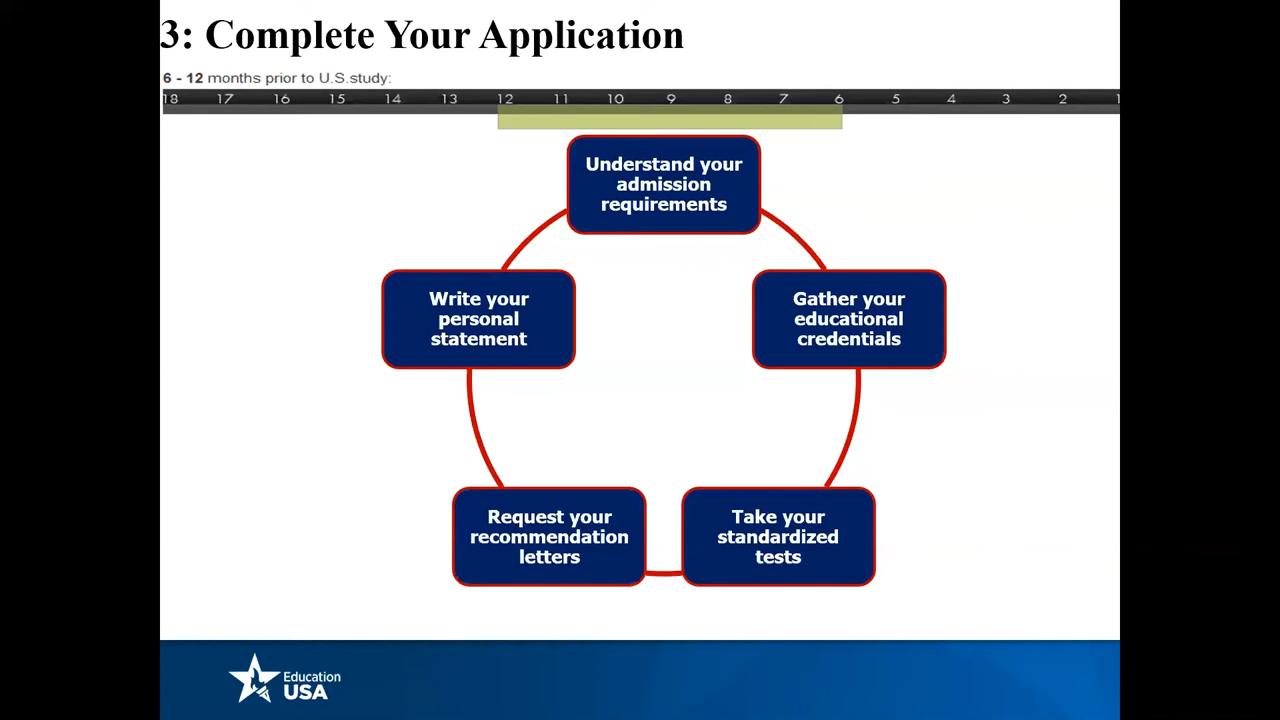 3: Complete Your Application
6 - 12 months prior to U.S.study:
18 17 16 15 14 13 12 11 10 9 8 7 6 5 4 3 2 1
Understand your
admission
requirements
Write your
personal
statement
Gather your
educational
credentials
Request your
recommendation
letters
Take your
standardized
tests
Education
USA